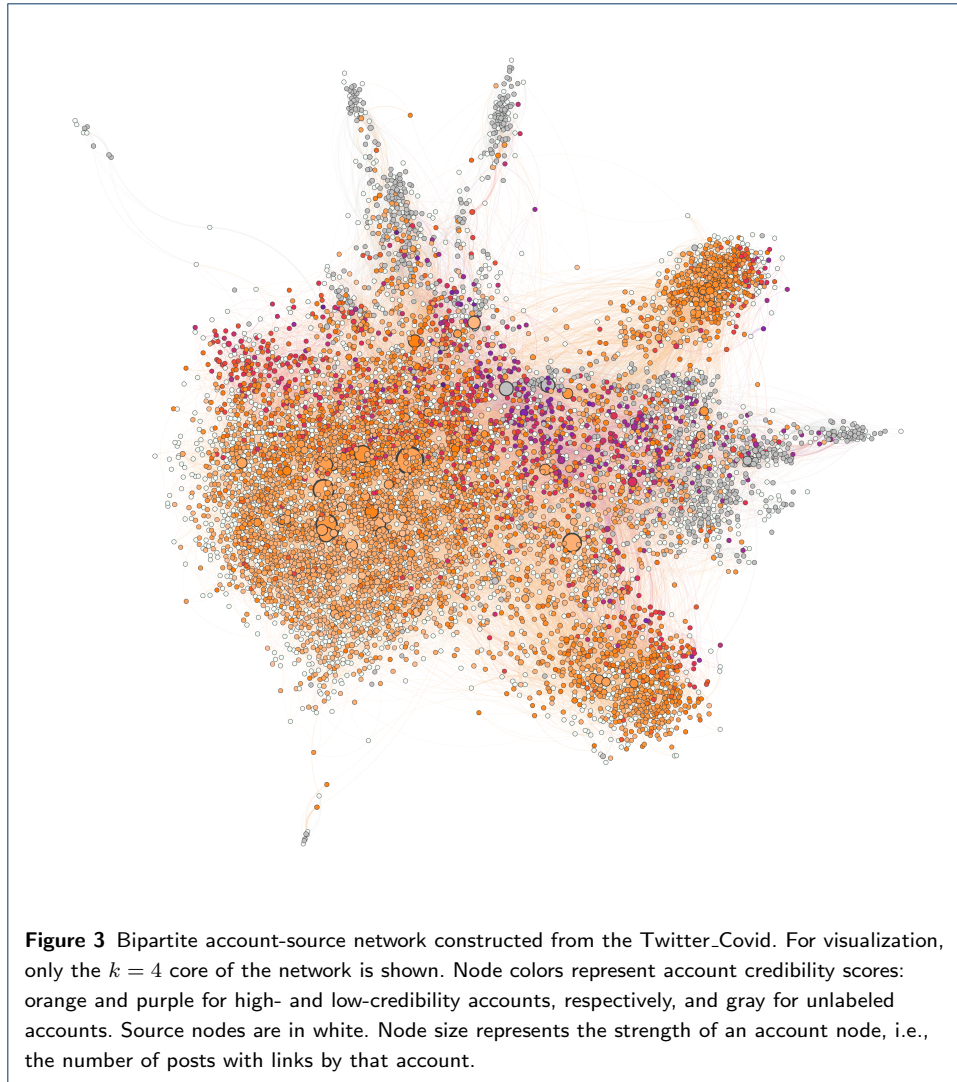 Figure 3 Bipartite account-source network constructed from the Twitter_Covid. For visualization,
only the k = 4 core of the network is shown. Node colors represent account credibility scores:
orange and purple for high- and low-credibility accounts, respectively, and gray for unlabeled
accounts. Source nodes are in white. Node size represents the strength of an account node, i.e.,
the number of posts with links by that account.